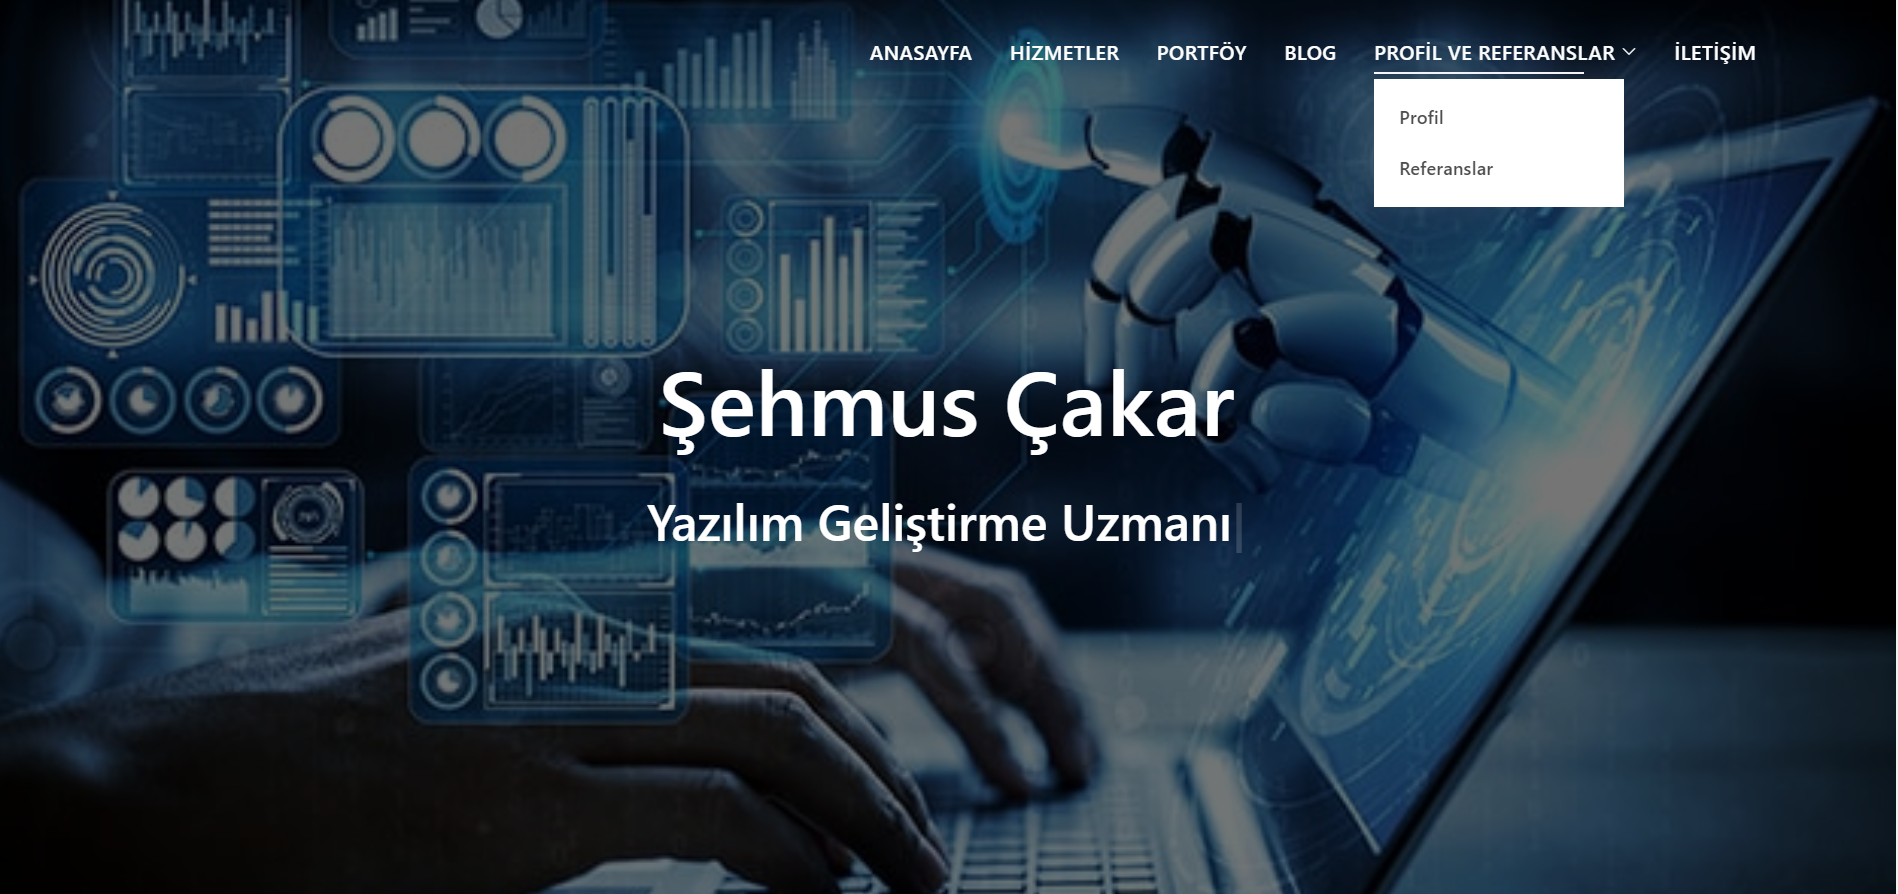 ANASAYFA HİZMETLER PORTFÖY BLOG PROFİL VE REFERANSLAR İLETİŞİM
Profil
Referanslar
Şehmus Çakar
Yazılım Geliştirme Uzmanı